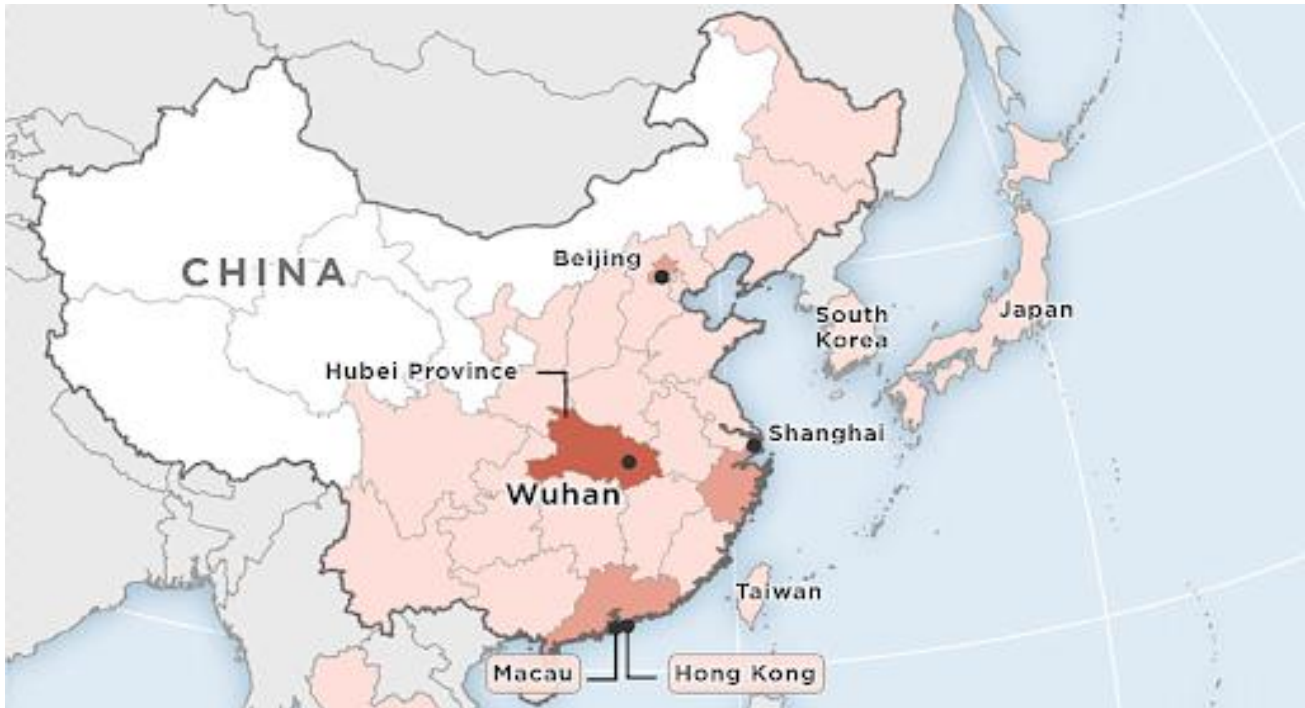 Beijing
CHINA
South
Korea
Japan
Hubei Province
Shanghai
Wuhan
Taiwan
Macau
Hong Kong